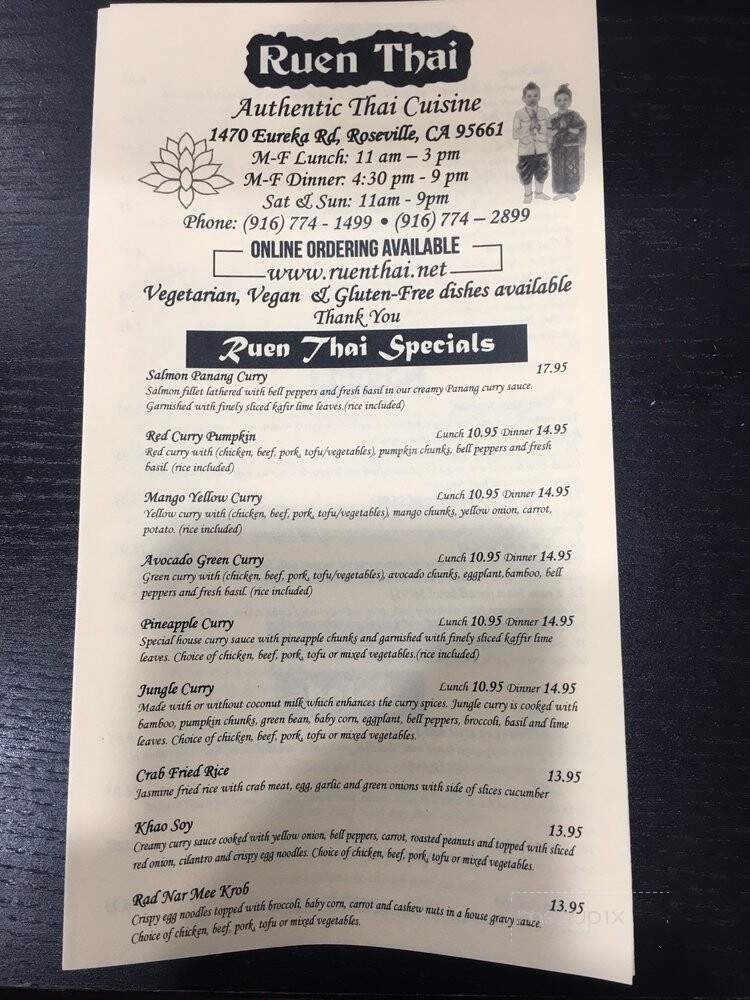 Ruen Thai
Authentic Thai Cuisine
1470 Eureka Rd, Roseville, CA 95661
M-F Lunch: 11 am – 3 pm
M-F Dinner: 4:30 pm - 9 pm
Sat & Sun: 11am - 9pm
Phone: (916) 774 - 1499 • (916) 774 – 2899
ONLINE ORDERING AVAILABLE
www.ruenthai.net
Vegetarian, Vegan & Gluten-Free dishes available
Thank You
Ruen Thai Specials
Salmon Panang Curry 17.95
Salmon fillet lathered with bell peppers and fresh basil in our creamy Panang curry sauce.
Garnished with finely sliced kafir lime leaves.(rice included)
Red Curry Pumpkin Lunch 10.95 Dinner 14.95
Red curry with (chicken, beef, pork, tofu/vegetables), pumpkin chunks, bell peppers and fresh
basil. (rice included)
Mango Yellow Curry Lunch 10.95 Dinner 14.95
Yellow curry with (chicken, beef, pork, tofu/vegetables), mango chunks, yellow onion, carrot,
potato. (rice included)
Avocado Green Curry Lunch 10.95 Dinner 14.95
Green curry with (chicken, beef, pork, tofu/vegetables), avocado chunks, eggplant,bamboo, bell
peppers and fresh basil. (rice included)
Pineapple Curry Lunch 10.95 Dinner 14.95
Special house curry sauce with pineapple chunks and garnished with finely sliced kaffir lime
leaves. Choice of chicken, beef, pork, tofu or mixed vegetables.(rice included)
Jungle Curry Lunch 10.95 Dinner 14.95
Made with or without coconut milk which enhances the curry spices. Jungle curry is cooked with
bamboo, pumpkin chunks, green bean, baby corn, eggplant, bell peppers, broccoli, basil and lime
leaves. Choice of chicken, beef, pork, tofu or mixed vegetables.
Crab Fried Rice 13.95
Jasmine fried rice with crab meat, egg, garlic and green onions with side of slices cucumber
Khao Soy 13.95
Creamy curry sauce cooked with yellow onion, bell peppers, carrot, roasted peanuts and topped with sliced
red onion, cilantro and crispy egg noodles. Choice of chicken, beef, pork, tofu or mixed vegetables.
Rad Nar Mee Krob 13.95
Crispy egg noodles topped with broccoli, baby corn, carrot and cashew nuts in a house gravy sauce.
Choice of chicken, beef, pork, tofu or mixed vegetables.